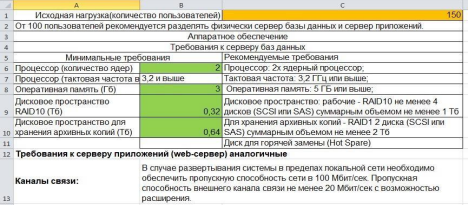 A B C
1 Исходная нагрузка(количество пользователей) 150
2 От 100 пользователей рекомендуется разделять физически сервер базы данных и сервер приложений.
3 Аппаратное обеспечение
4 Требования к серверу баз данных
5 Минимальные требования Рекомендуемые требования
6 Процессор (количество ядер) 2 Процессор: 2х ядерный процессор;
7 Процессор (тактовая частота в 3,2 и выше Тактовая частота: 3,2 ГГц или выше;
8 Оперативная память (Гб) 3 Оперативная память: 5 ГБ или выше;
9 Дисковое пространство RAID10 (Тб) 0,32 Дисковое пространство: рабочие - RAID10 не менее 4
дисков (SCSI или SAS) суммарным объемом не менее 1 Тб
10 Дисковое пространство для хранения архивных копий (Тб) 0,64 Для хранения архивных копий - RAID1 2 диска (SCSI или
SAS) суммарным объемом не менее 2 Тб
11 Диск для горячей замены (Hot Spare)
12 Требования к серверу приложений (web-сервер) аналогичные
13 Каналы связи: В случае развертывания системы в пределах локальной сети необходимо
обеспечить пропускную способность сети в 100 Мбит/сек. Пропускная
способность внешнего канала связи не менее 20 Мбит/сек с возможностью
расширения.